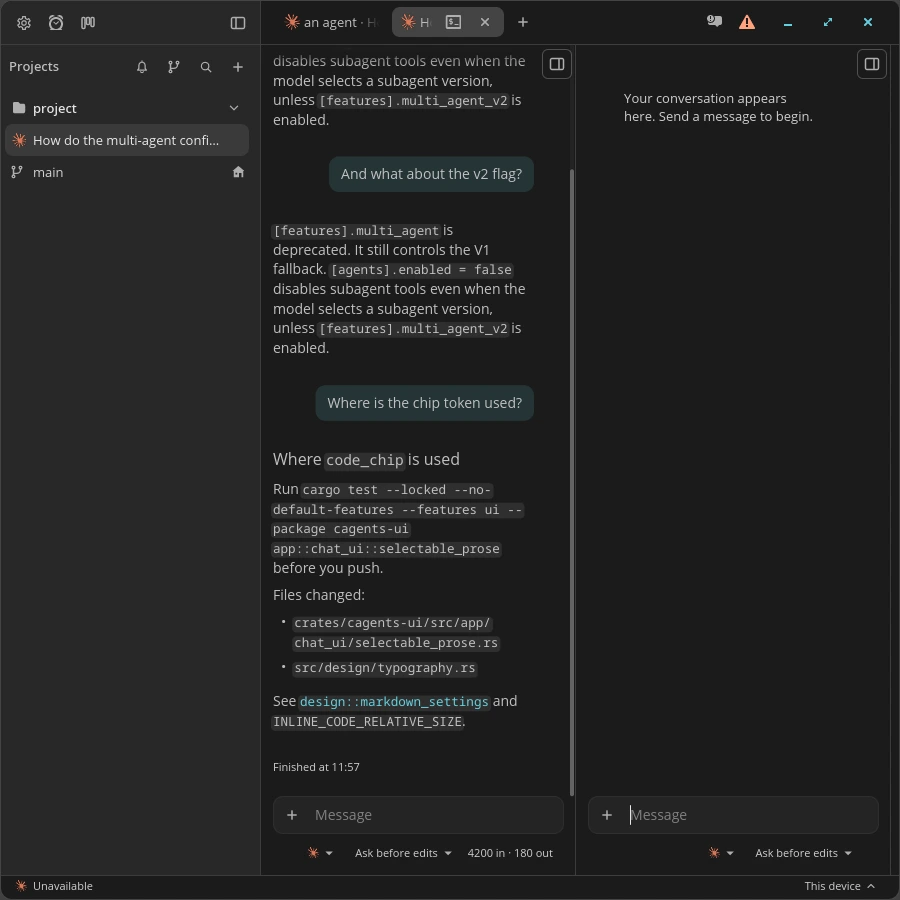 an agent · H
H
Projects
project
How do the multi-agent confi...
main
disables subagent tools even when the
model selects a subagent version,
unless [features].multi_agent_v2 is
enabled.
And what about the v2 flag?
[features].multi_agent is
deprecated. It still controls the V1
fallback. [agents].enabled = false
disables subagent tools even when the
model selects a subagent version,
unless [features].multi_agent_v2 is
enabled.
Where is the chip token used?
Where code_chip is used
Run cargo test --locked --no-
default-features --features ui --
package cagents-ui
app::chat_ui::selectable_prose
before you push.
Files changed:
• crates/cagents-ui/src/app/
chat_ui/selectable_prose.rs
• src/design/typography.rs
See design::markdown_settings and
INLINE_CODE_RELATIVE_SIZE.
Finished at 11:57
Message
Ask before edits
4200 in · 180 out
Your conversation appears
here. Send a message to begin.
Message
Ask before edits
Unavailable
This device